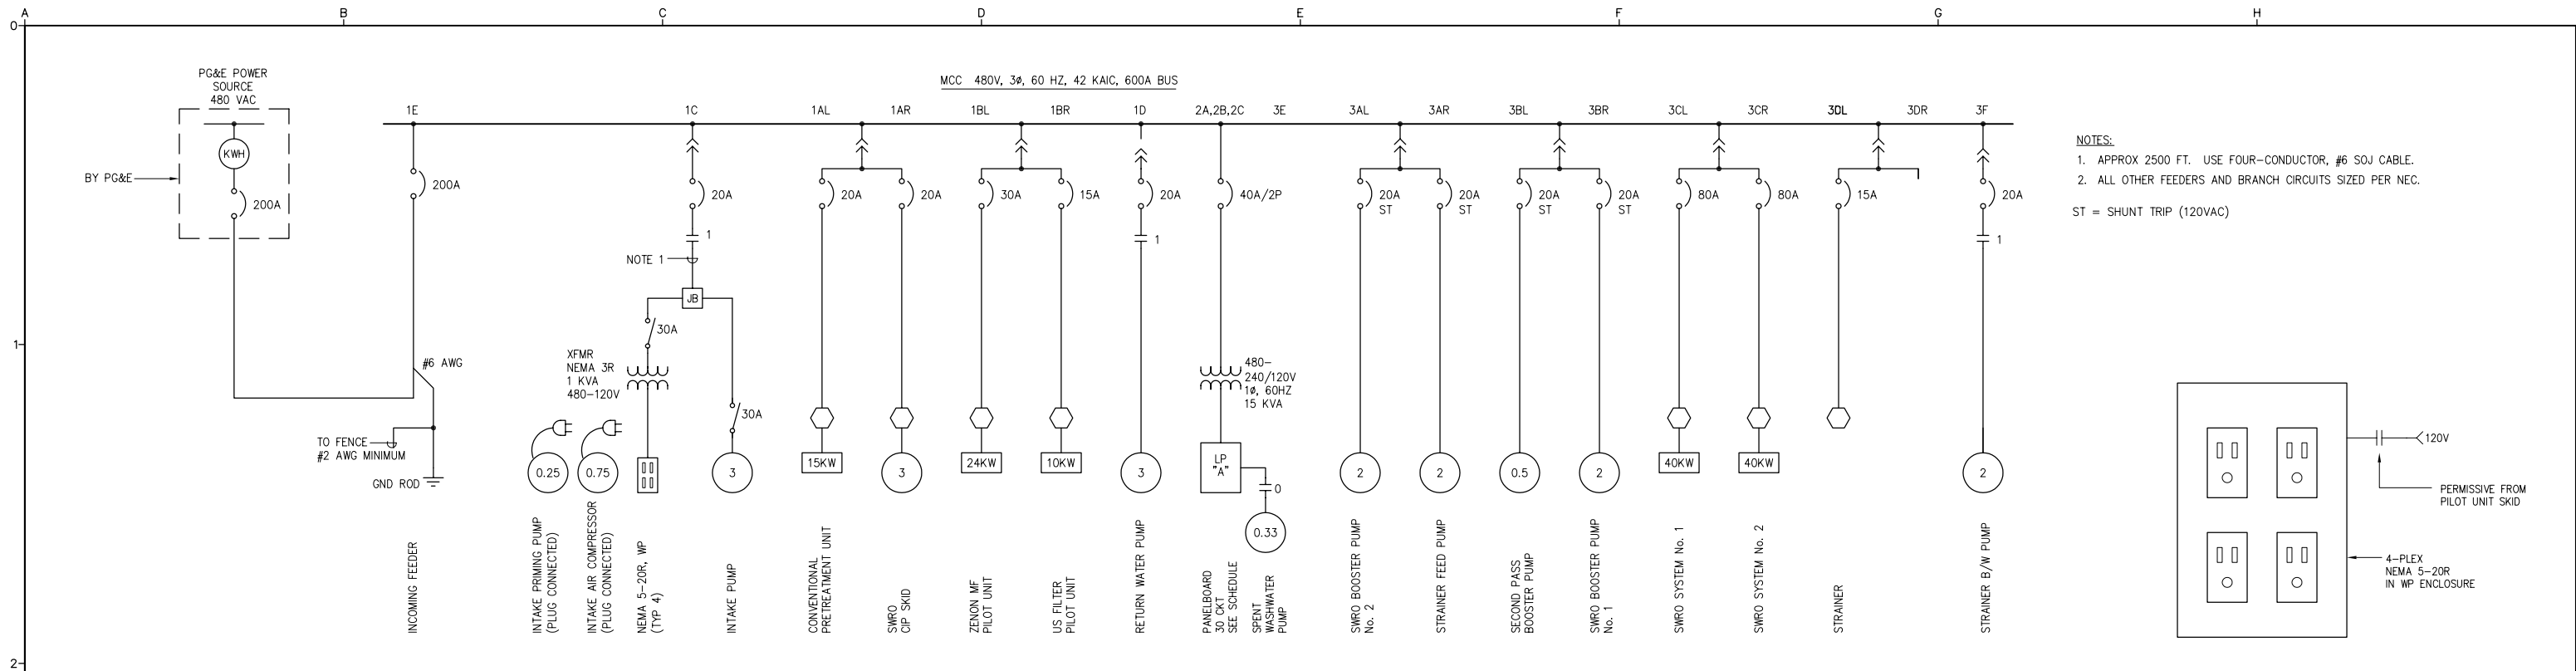 A B C D E F G H
0
1
2
PG&E POWER
SOURCE
480 VAC
KWH
200A
BY PG&E
MCC 480V, 3ø, 60 HZ, 42 KAIC, 600A BUS
1E 1C 1AL 1AR 1BL 1BR 1D 2A,2B,2C 3E 3AL 3AR 3BL 3BR 3CL 3CR 3DL 3DR 3F
200A 20A 20A 20A 30A 15A 20A 40A/2P 20A 20A 20A 20A 80A 80A 15A 20A
ST ST ST ST
1 1 1
NOTE 1
JB
30A
XFMR
NEMA 3R
1 KVA
480-120V
30A
#6 AWG
TO FENCE
#2 AWG MINIMUM
GND ROD
480-
240/120V
1ø, 60HZ
15 KVA
LP
"A"
0
0.25 0.75 3 15KW 3 24KW 10KW 3 0.33 2 2 0.5 2 40KW 40KW 2
INCOMING FEEDER
INTAKE PRIMING PUMP
(PLUG CONNECTED)
INTAKE AIR COMPRESSOR
(PLUG CONNECTED)
NEMA 5-20R, WP
(TYP 4)
INTAKE PUMP
CONVENTIONAL
PRETREATMENT UNIT
SWRO
CIP SKID
ZENON MF
PILOT UNIT
US FILTER
PILOT UNIT
RETURN WATER PUMP
PANELBOARD
30 CKT
SEE SCHEDULE
SPENT
WASHWATER
PUMP
SWRO BOOSTER PUMP
No. 2
STRAINER FEED PUMP
SECOND PASS
BOOSTER PUMP
SWRO BOOSTER PUMP
No. 1
SWRO SYSTEM No. 1
SWRO SYSTEM No. 2
STRAINER
STRAINER B/W PUMP
NOTES:
1. APPROX 2500 FT. USE FOUR-CONDUCTOR, #6 SOJ CABLE.
2. ALL OTHER FEEDERS AND BRANCH CIRCUITS SIZED PER NEC.
ST = SHUNT TRIP (120VAC)
120V
PERMISSIVE FROM
PILOT UNIT SKID
4-PLEX
NEMA 5-20R
IN WP ENCLOSURE